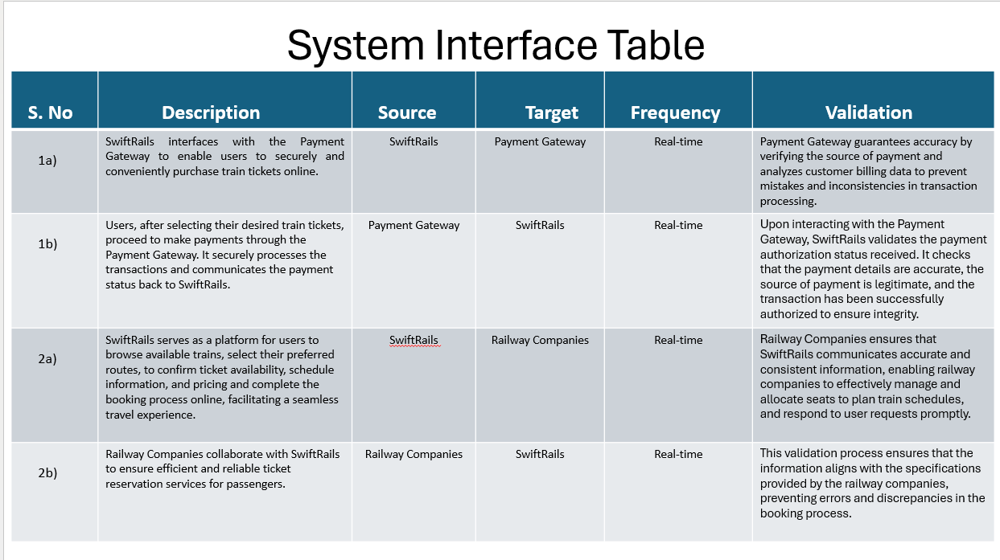 System Interface Table
S. No
Description
Source
Target
Frequency
Validation
1a)
SwiftRails interfaces with the Payment
Gateway to enable users to securely and
conveniently purchase train tickets online.
SwiftRails
Payment Gateway
Real-time
Payment Gateway guarantees accuracy by
verifying the source of payment and
analyzes customer billing data to prevent
mistakes and inconsistencies in transaction
processing.
1b)
Users, after selecting their desired train tickets,
proceed to make payments through the
Payment Gateway. It securely processes the
transactions and communicates the payment
status back to SwiftRails.
Payment Gateway
SwiftRails
Real-time
Upon interacting with the Payment
Gateway, SwiftRails validates the payment
authorization status received. It checks
that the payment details are accurate, the
source of payment is legitimate, and the
transaction has been successfully
authorized to ensure integrity.
2a)
SwiftRails serves as a platform for users to
browse available trains, select their preferred
routes, to confirm ticket availability, schedule
information, and pricing and complete the
booking process online, facilitating a seamless
travel experience.
SwiftRails
Railway Companies
Real-time
Railway Companies ensures that
SwiftRails communicates accurate and
consistent information, enabling railway
companies to effectively manage and
allocate seats to plan train schedules,
and respond to user requests promptly.
2b)
Railway Companies collaborate with SwiftRails
to ensure efficient and reliable ticket
reservation services for passengers.
Railway Companies
SwiftRails
Real-time
This validation process ensures that the
information aligns with the specifications
provided by the railway companies,
preventing errors and discrepancies in the
booking process.